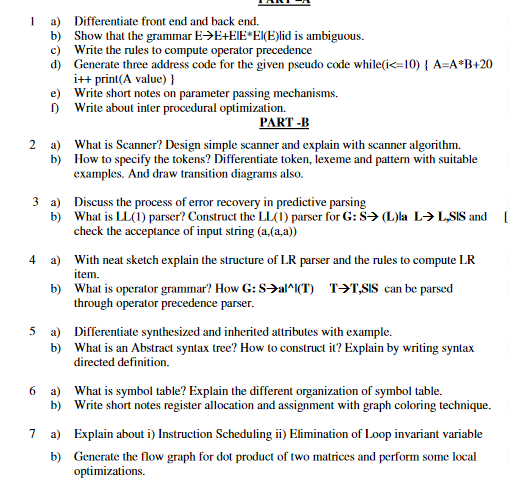 PART -A
1 a) Differentiate front end and back end.
b) Show that the grammar E→E+E|E*E|(E)|id is ambiguous.
c) Write the rules to compute operator precedence
d) Generate three address code for the given pseudo code while(i<=10) { A=A*B+20
i++ print(A value) }
e) Write short notes on parameter passing mechanisms.
f) Write about inter procedural optimization.
PART -B
2 a) What is Scanner? Design simple scanner and explain with scanner algorithm.
b) How to specify the tokens? Differentiate token, lexeme and pattern with suitable
examples. And draw transition diagrams also.
3 a) Discuss the process of error recovery in predictive parsing
b) What is LL(1) parser? Construct the LL(1) parser for G: S→ (L)|a L→ L,S|S and [
check the acceptance of input string (a,(a,a))
4 a) With neat sketch explain the structure of LR parser and the rules to compute LR
item.
b) What is operator grammar? How G: S→a|^|(T) T→T,S|S can be parsed
through operator precedence parser.
5 a) Differentiate synthesized and inherited attributes with example.
b) What is an Abstract syntax tree? How to construct it? Explain by writing syntax
directed definition.
6 a) What is symbol table? Explain the different organization of symbol table.
b) Write short notes register allocation and assignment with graph coloring technique.
7 a) Explain about i) Instruction Scheduling ii) Elimination of Loop invariant variable
b) Generate the flow graph for dot product of two matrices and perform some local
optimizations.